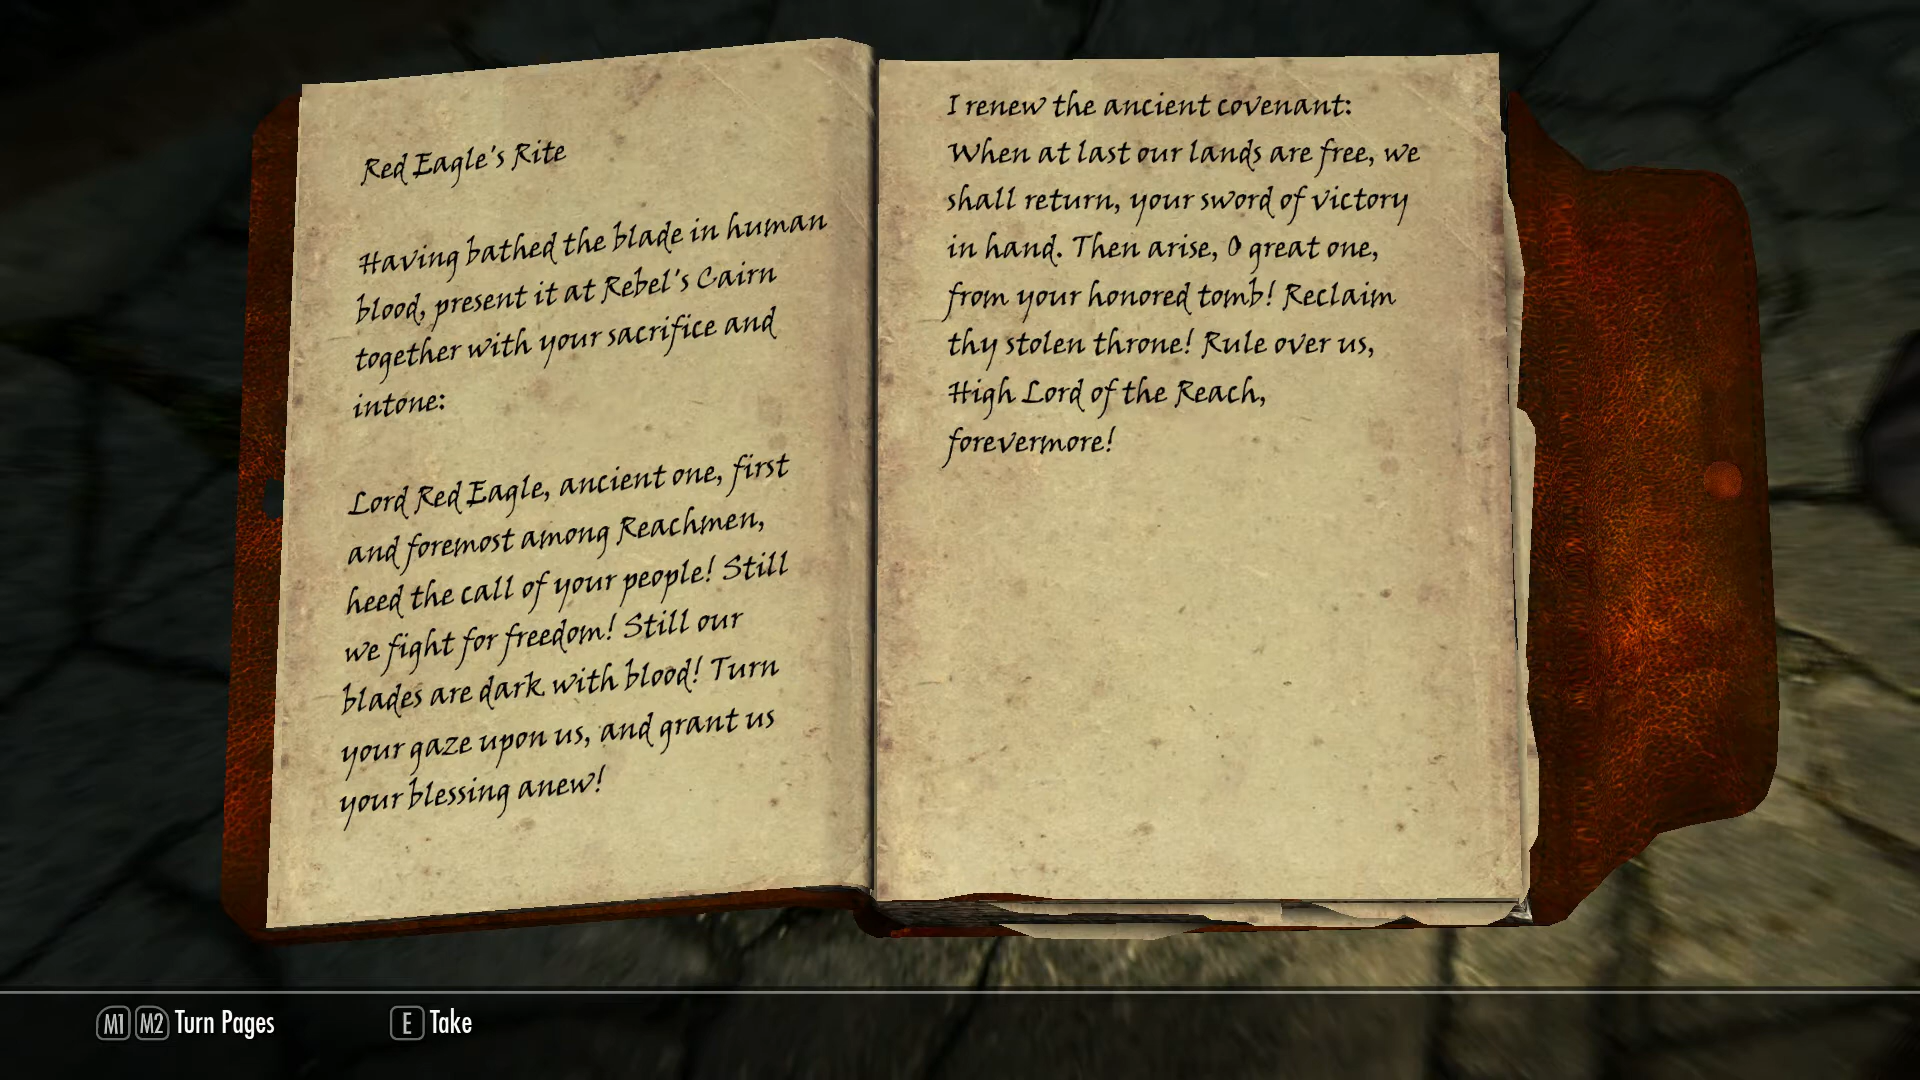 Red Eagle's Rite
Having bathed the blade in human
blood, present it at Rebel's Cairn
together with your sacrifice and
intone:
Lord Red Eagle, ancient one, first
and foremost among Reachmen,
heed the call of your people! Still
we fight for freedom! Still our
blades are dark with blood! Turn
your gaze upon us, and grant us
your blessing anew!
I renew the ancient covenant:
When at last our lands are free, we
shall return, your sword of victory
in hand. Then arise, O great one,
from your honored tomb! Reclaim
thy stolen throne! Rule over us,
High Lord of the Reach,
forevermore!
M1 M2 Turn Pages E Take